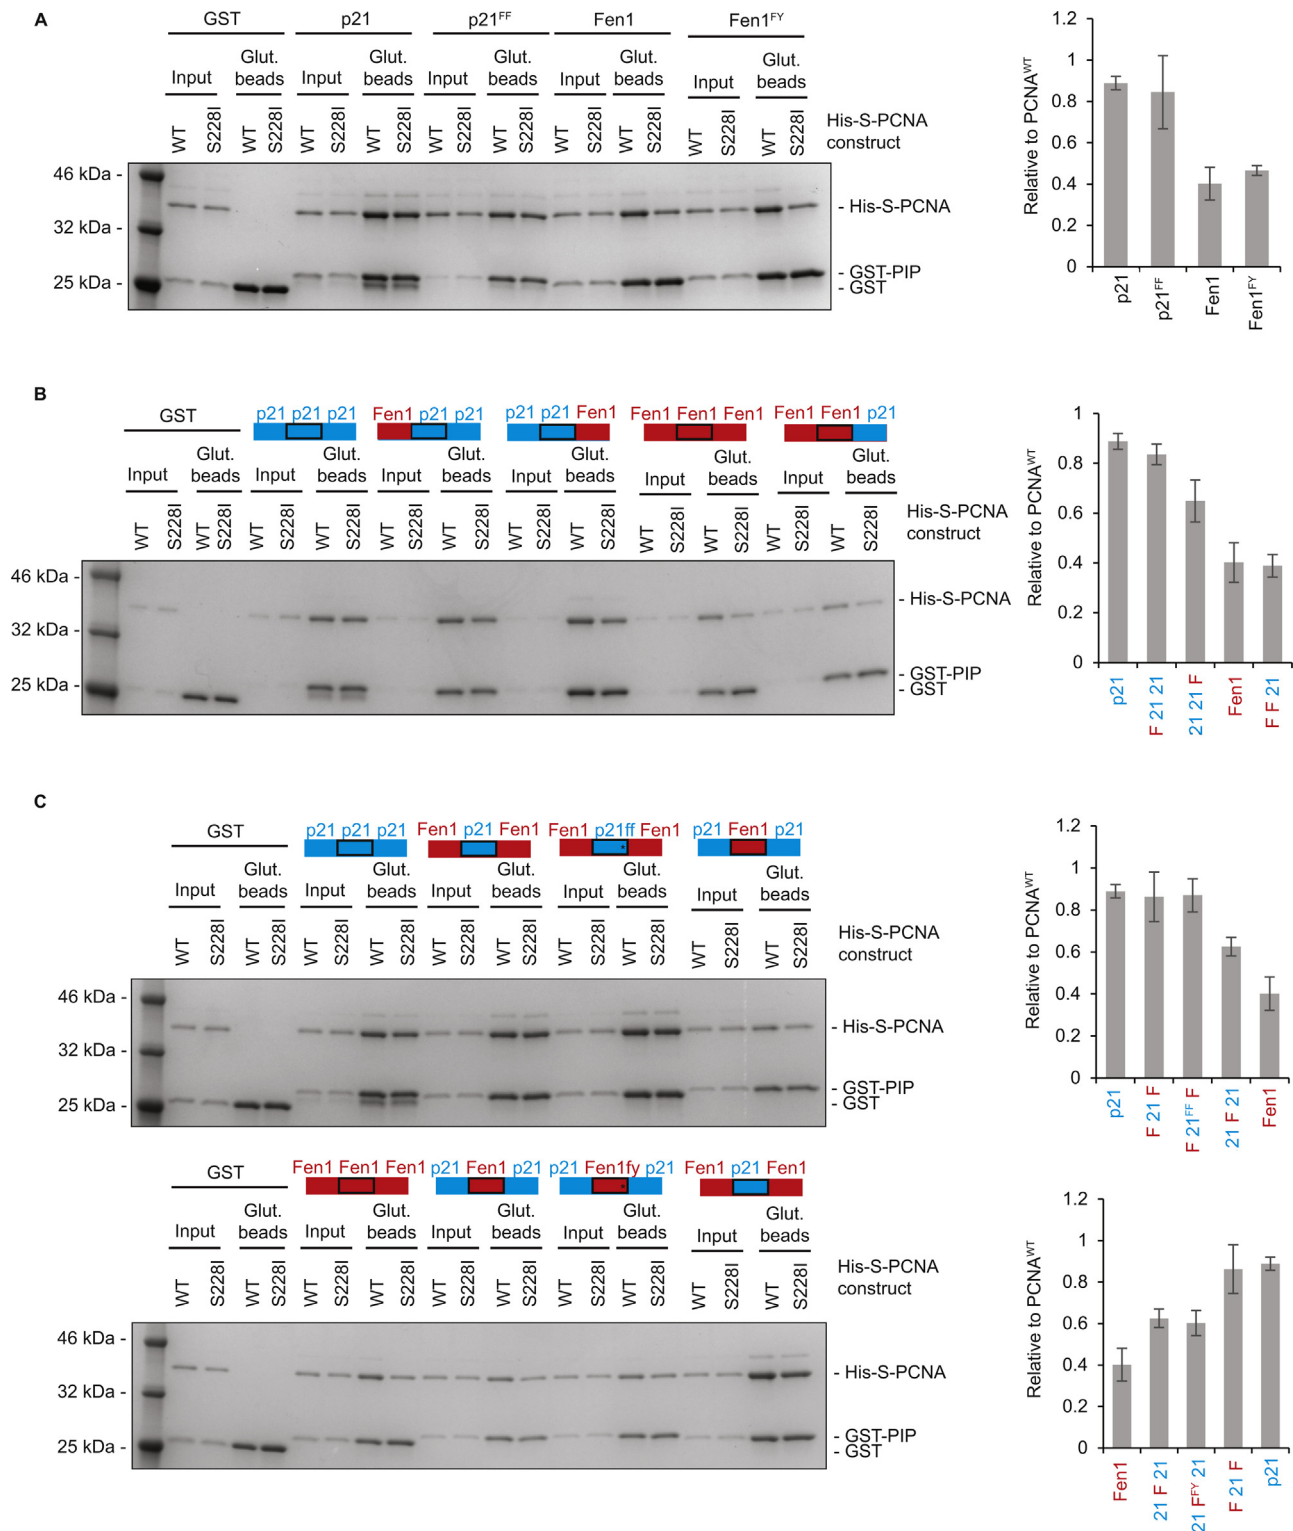 A
GST p21 p21FF Fen1 Fen1FY
Input Glut. beads Input Glut. beads Input Glut. beads Input Glut. beads Input Glut. beads
WT S228I WT S228I WT S228I WT S228I WT S228I WT S228I WT S228I WT S228I WT S228I WT S228I
His-S-PCNA
construct
46 kDa -
32 kDa -
25 kDa -
- His-S-PCNA
- GST-PIP
- GST
Relative to PCNAWT
1.2
1
0.8
0.6
0.4
0.2
0
p21 p21FF Fen1 Fen1FY
B
GST p21 p21 p21 Fen1 p21 p21 p21 p21 Fen1 Fen1 Fen1 Fen1 Fen1 Fen1 p21
Input Glut. beads Input Glut. beads Input Glut. beads Input Glut. beads Input Glut. beads
WT S228I WT S228I WT S228I WT S228I WT S228I WT S228I WT S228I WT S228I WT S228I WT S228I
His-S-PCNA
construct
46 kDa -
32 kDa -
25 kDa -
- His-S-PCNA
- GST-PIP
- GST
Relative to PCNAWT
1
0.8
0.6
0.4
0.2
0
p21 F 21 21 21 21 F Fen1 F F 21
C
GST p21 p21 p21 Fen1 p21 Fen1 Fen1 p21ff Fen1 p21 Fen1 p21
*
Input Glut. beads Input Glut. beads Input Glut. beads Input Glut. beads Input Glut. beads
WT S228I WT S228I WT S228I WT S228I WT S228I WT S228I WT S228I WT S228I WT S228I WT S228I
His-S-PCNA
construct
46 kDa -
32 kDa -
25 kDa -
- His-S-PCNA
- GST-PIP
- GST
Relative to PCNAWT
1.2
1
0.8
0.6
0.4
0.2
0
p21 F 21 F F 21FF F 21 F 21 Fen1
GST Fen1 Fen1 Fen1 p21 Fen1 p21 p21 Fen1fy p21 Fen1 p21 Fen1
*
Input Glut. beads Input Glut. beads Input Glut. beads Input Glut. beads Input Glut. beads
WT S228I WT S228I WT S228I WT S228I WT S228I WT S228I WT S228I WT S228I WT S228I WT S228I
His-S-PCNA
construct
46 kDa -
32 kDa -
25 kDa -
- His-S-PCNA
- GST-PIP
- GST
Relative to PCNAWT
1.2
1
0.8
0.6
0.4
0.2
0
Fen1 21 F 21 21 FFY 21 F 21 F p21